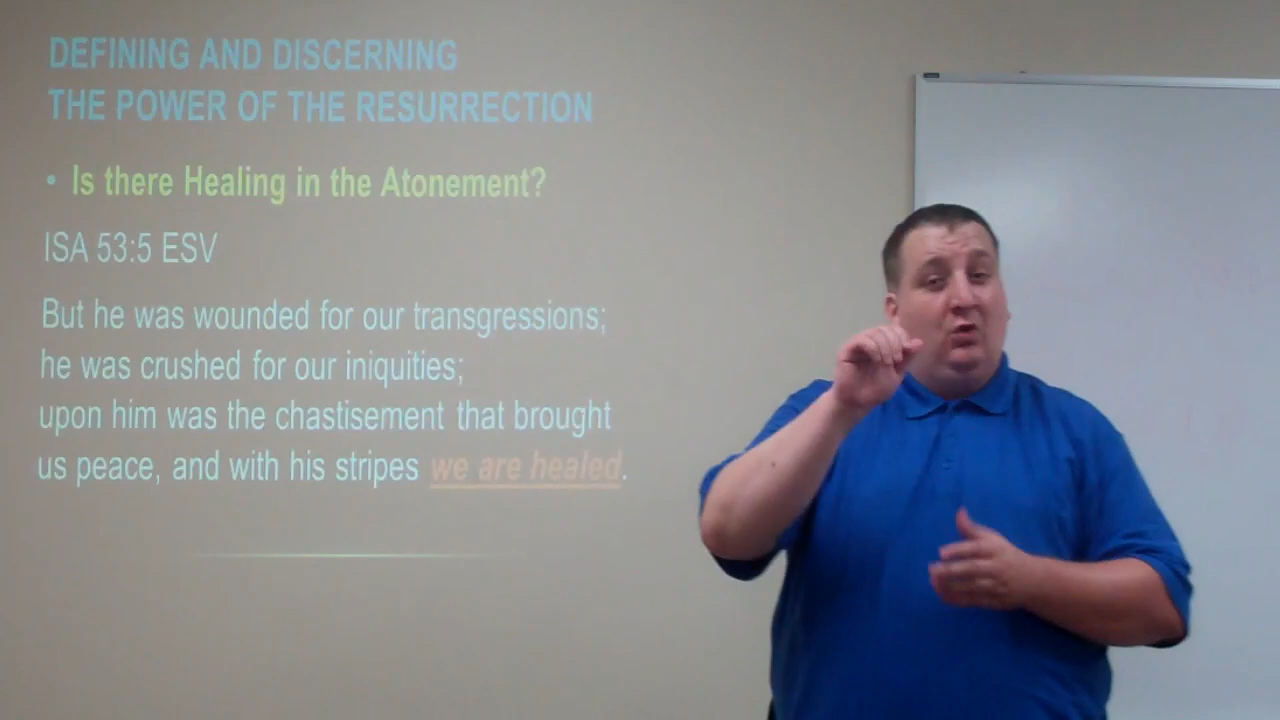 DEFINING AND DISCERNING
THE POWER OF THE RESURRECTION
• Is there Healing in the Atonement?
ISA 53:5 ESV
But he was wounded for our transgressions;
he was crushed for our iniquities;
upon him was the chastisement that brought
us peace, and with his stripes we are healed.